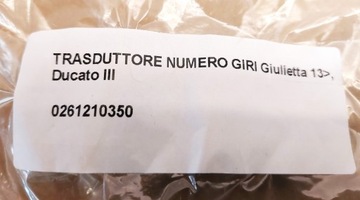 TRASDUTTORE NUMERO GIRI Giulietta 13>,
Ducato III
0261210350